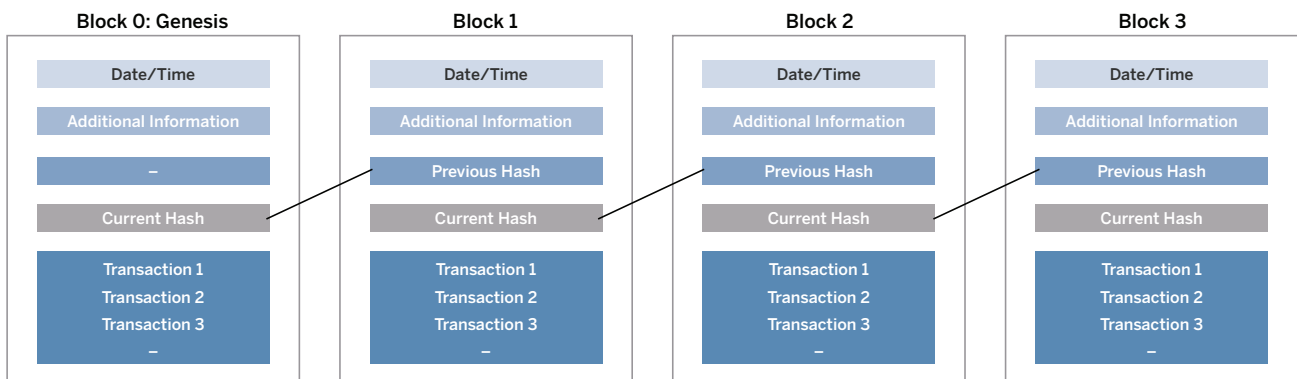 Block 0: Genesis
Date/Time
Additional Information
–
Current Hash
Transaction 1
Transaction 2
Transaction 3
–
Block 1
Date/Time
Additional Information
Previous Hash
Current Hash
Transaction 1
Transaction 2
Transaction 3
–
Block 2
Date/Time
Additional Information
Previous Hash
Current Hash
Transaction 1
Transaction 2
Transaction 3
–
Block 3
Date/Time
Additional Information
Previous Hash
Current Hash
Transaction 1
Transaction 2
Transaction 3
–